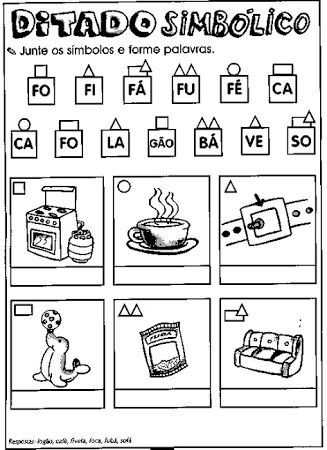 DITADO SIMBÓLICO
Junte os símbolos e forme palavras.
FO FI FÁ FU FÉ CA
CA FO LA GÃO BÁ VE SO
FUBÁ
Respostas: fogão, café, fivela, foca, fubá, sofá